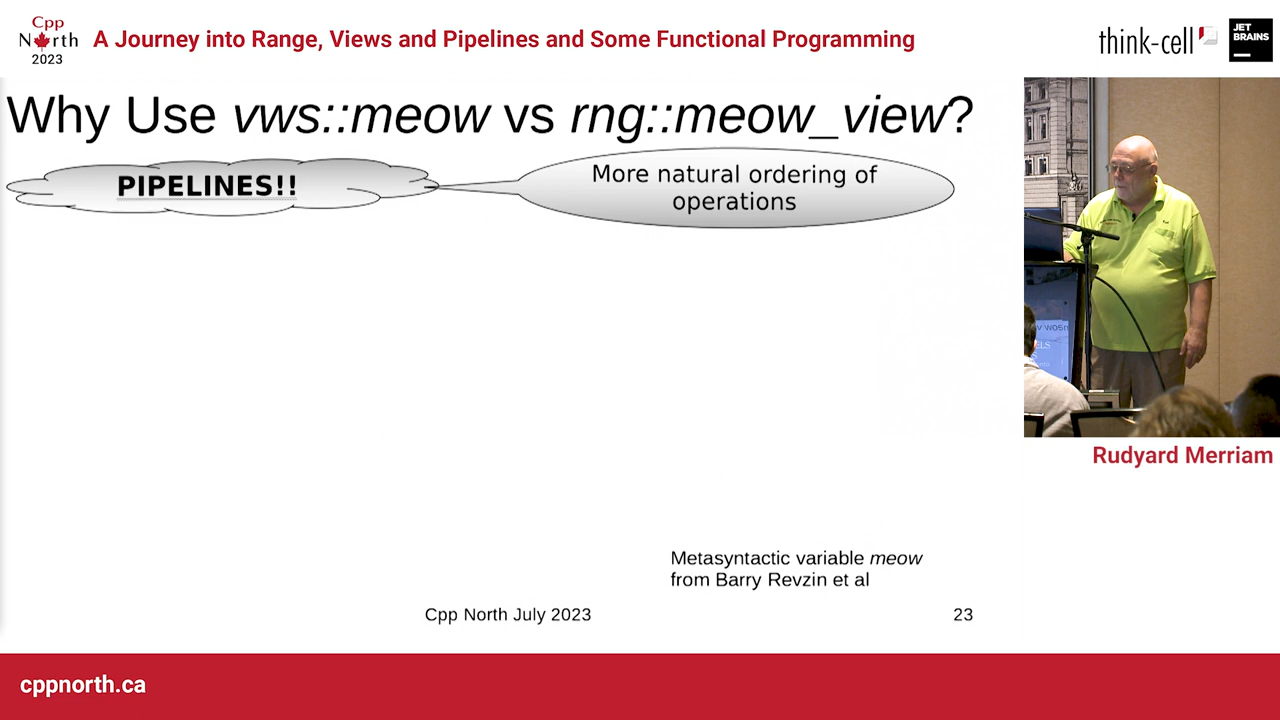 Cpp
North
2023
A Journey into Range, Views and Pipelines and Some Functional Programming
think-cell
JET
BRAINS
Why Use vws::meow vs rng::meow_view?
PIPELINES!!
More natural ordering of
operations
Metasyntactic variable meow
from Barry Revzin et al
Cpp North July 2023
23
Rudyard Merriam
cppnorth.ca